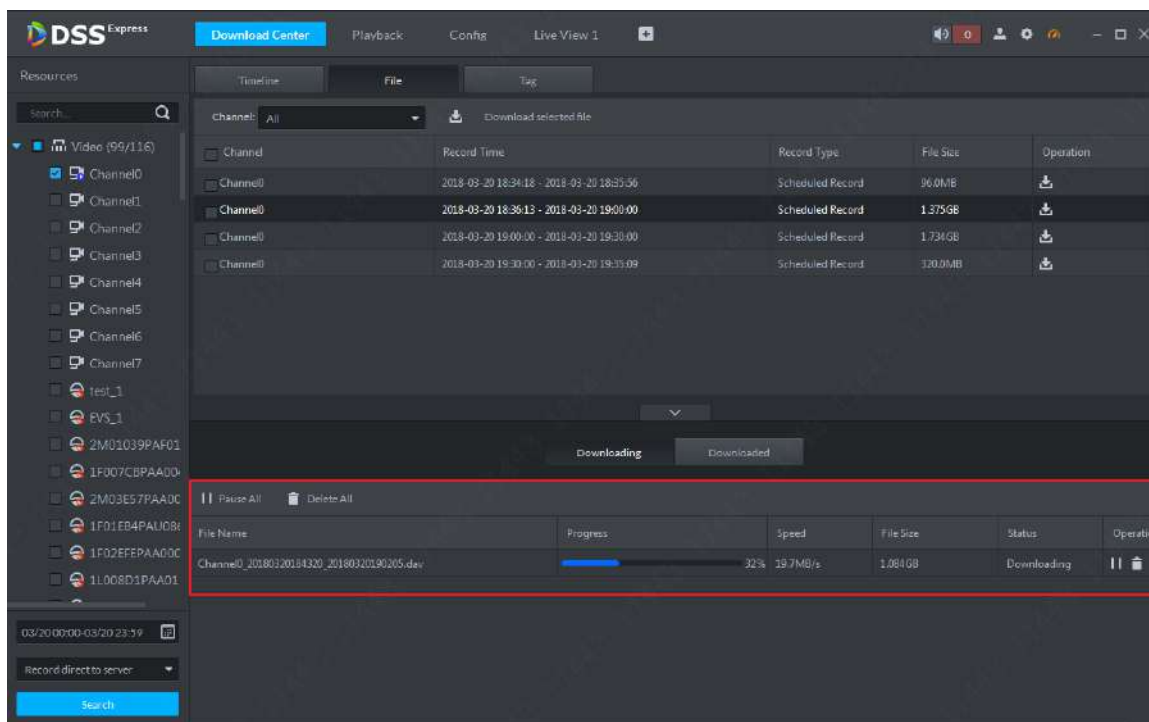 DSS Express
Download Center Playback Config Live View 1
0
Resources
Timeline File Tag
Search...
Channel: All Download selected file
Video (99/116)
Channel Record Time Record Type File Size Operation
Channel0
Channel0 2018-03-20 18:34:18 - 2018-03-20 18:35:56 Scheduled Record 96.0MB
Channel1
Channel0 2018-03-20 18:36:13 - 2018-03-20 19:00:00 Scheduled Record 1.375GB
Channel2
Channel0 2018-03-20 19:00:00 - 2018-03-20 19:30:00 Scheduled Record 1.734GB
Channel3
Channel0 2018-03-20 19:30:00 - 2018-03-20 19:35:09 Scheduled Record 320.0MB
Channel4
Channel5
Channel6
Channel7
test_1
EVS_1
2M01039PAF01
Downloading Downloaded
1F007CBPAA00
2M03E57PAA00
Pause All Delete All
1F01EB4PAU08
File Name Progress Speed File Size Status Operati
1F02EFEPAA00
Channel0_20180320184320_20180320190205.dav 32% 19.7MB/s 1.084GB Downloading
1L008D1PAA01
03/20 00:00-03/20 23:59
Record direct to server
Search